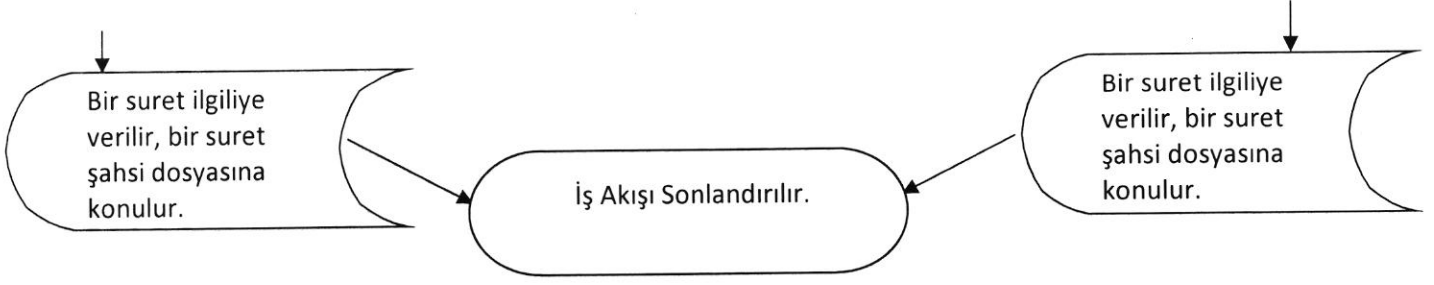 Bir suret ilgiliye
verilir, bir suret
şahsi dosyasına
konulur.
İş Akışı Sonlandırılır.
Bir suret ilgiliye
verilir, bir suret
şahsi dosyasına
konulur.